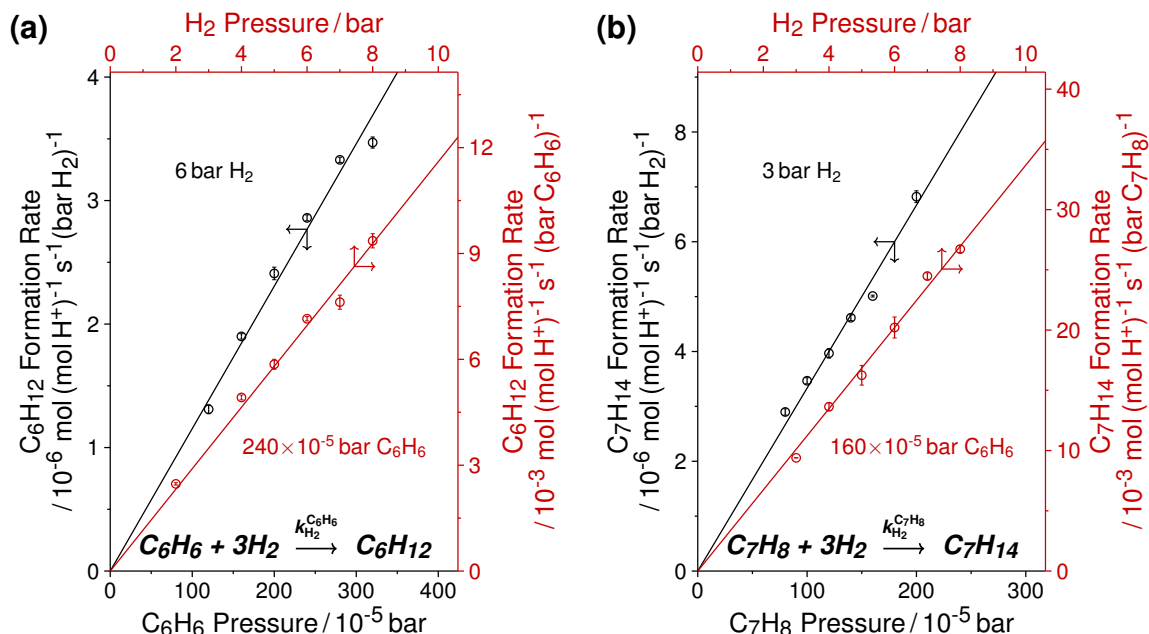 (a)
H2 Pressure / bar
0 2 4 6 8 10
C6H12 Formation Rate
/ 10-6 mol (mol H+)-1 s-1 (bar H2)-1
4
3
2
1
0
6 bar H2
240×10-5 bar C6H6
C6H6 + 3H2 kH2C6H6 → C6H12
12
9
6
3
0
C6H12 Formation Rate
/ 10-3 mol (mol H+)-1 s-1 (bar C6H6)-1
0 100 200 300 400
C6H6 Pressure / 10-5 bar
(b)
H2 Pressure / bar
0 2 4 6 8 10
C7H14 Formation Rate
/ 10-6 mol (mol H+)-1 s-1 (bar H2)-1
8
6
4
2
0
3 bar H2
160×10-5 bar C6H6
C7H8 + 3H2 kH2C7H8 → C7H14
40
30
20
10
0
C7H14 Formation Rate
/ 10-3 mol (mol H+)-1 s-1 (bar C7H8)-1
0 100 200 300
C7H8 Pressure / 10-5 bar